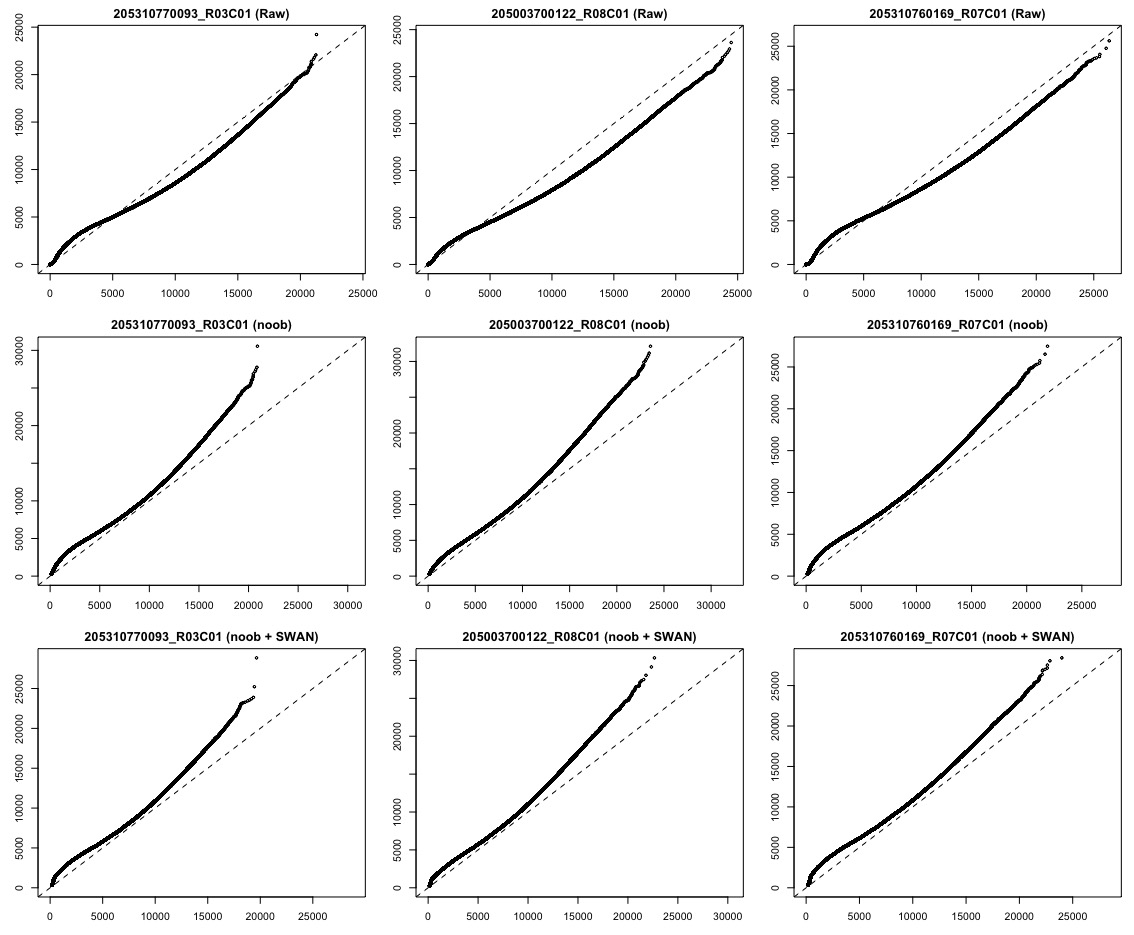 205310770093_R03C01 (Raw)
205003700122_R08C01 (Raw)
205310760169_R07C01 (Raw)
0 5000 10000 15000 20000 25000
0 5000 10000 15000 20000 25000
0 5000 10000 15000 20000 25000
0 5000 10000 15000 20000 25000
0 5000 10000 15000 20000 25000
0 5000 10000 15000 20000 25000
205310770093_R03C01 (noob)
205003700122_R08C01 (noob)
205310760169_R07C01 (noob)
0 5000 10000 20000 30000
0 5000 10000 20000 30000
0 5000 10000 15000 20000 25000
0 5000 10000 15000 20000 25000 30000
0 5000 10000 15000 20000 25000 30000
0 5000 10000 15000 20000 25000
205310770093_R03C01 (noob + SWAN)
205003700122_R08C01 (noob + SWAN)
205310760169_R07C01 (noob + SWAN)
0 5000 10000 15000 20000 25000
0 5000 10000 20000 30000
0 5000 10000 15000 20000 25000
0 5000 10000 15000 20000 25000
0 5000 10000 15000 20000 25000 30000
0 5000 10000 15000 20000 25000